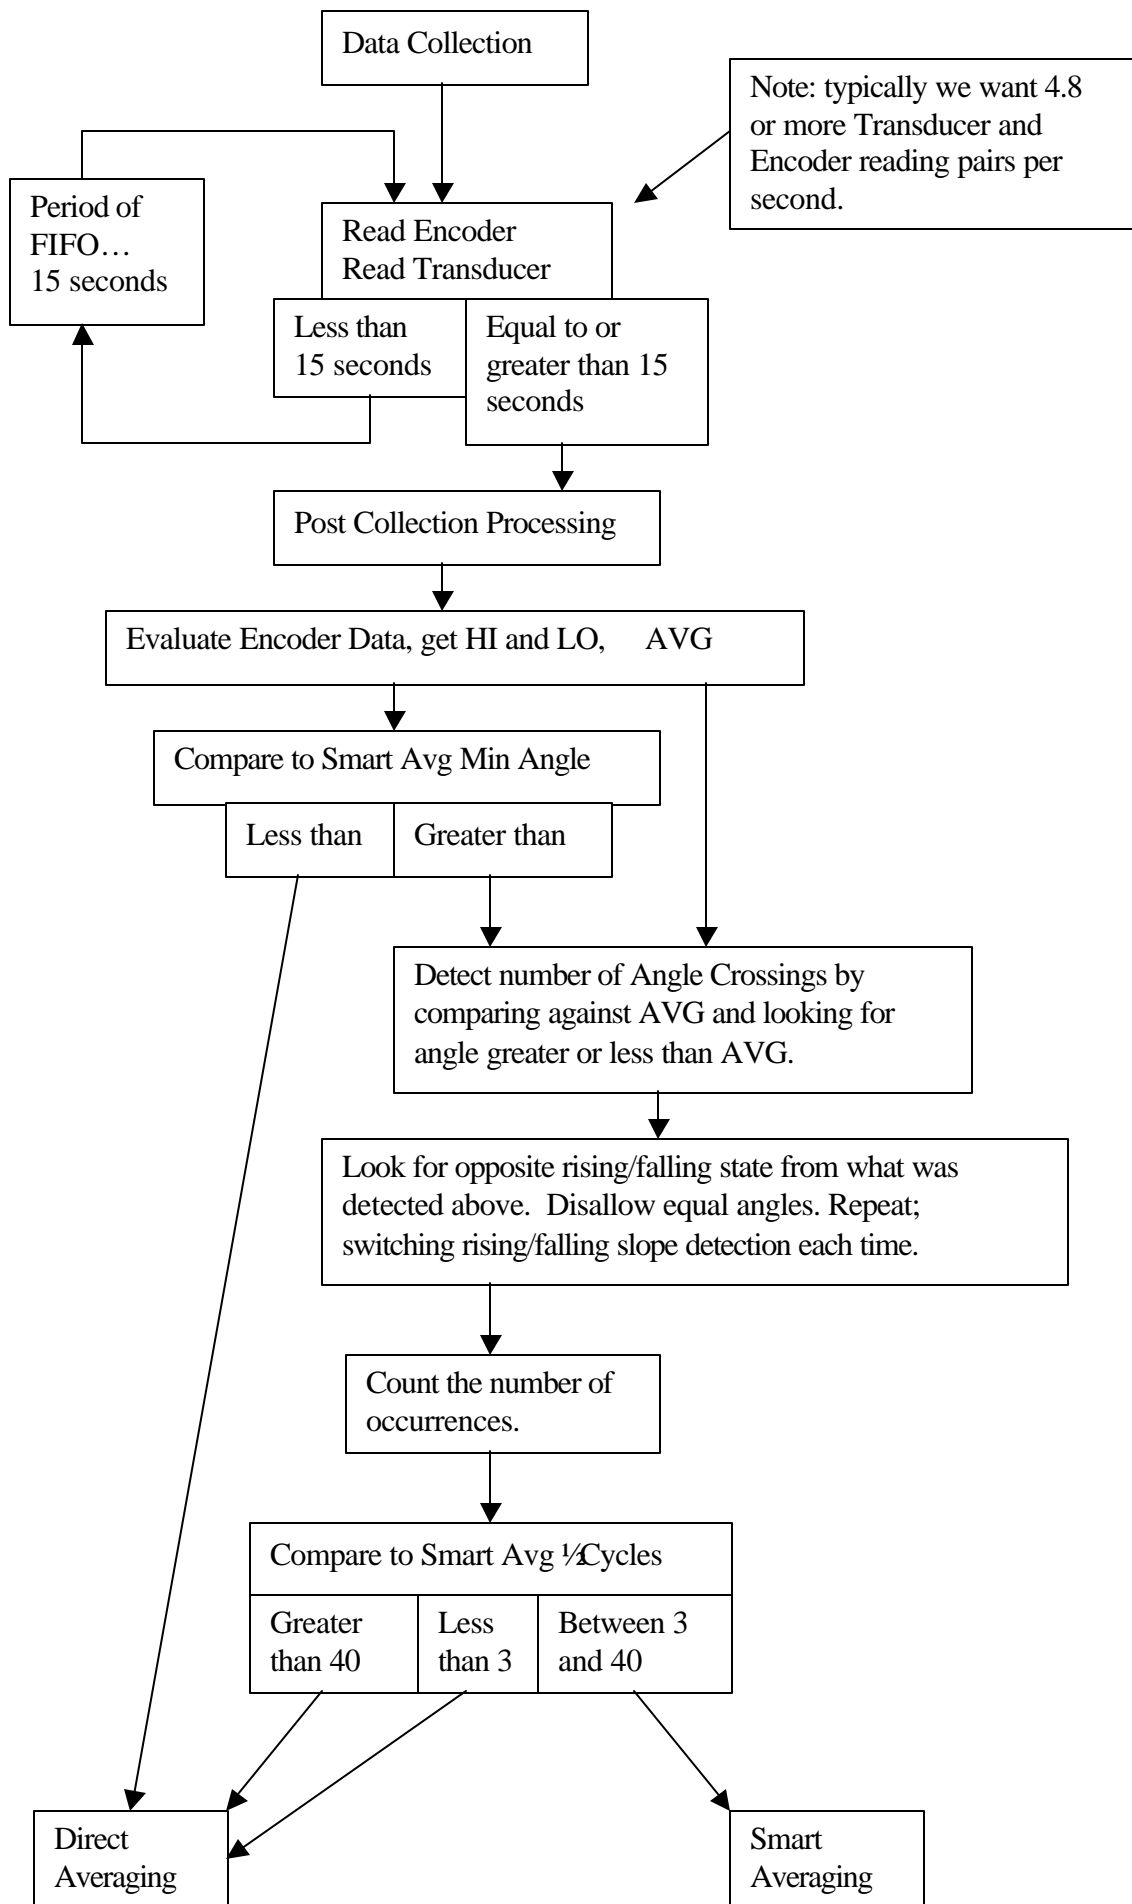 Data Collection
Note: typically we want 4.8
or more Transducer and
Encoder reading pairs per
second.
Period of
FIFO…
15 seconds
Read Encoder
Read Transducer
Less than
15 seconds
Equal to or
greater than 15
seconds
Post Collection Processing
Evaluate Encoder Data, get HI and LO, AVG
Compare to Smart Avg Min Angle
Less than
Greater than
Detect number of Angle Crossings by
comparing against AVG and looking for
angle greater or less than AVG.
Look for opposite rising/falling state from what was
detected above. Disallow equal angles. Repeat;
switching rising/falling slope detection each time.
Count the number of
occurrences.
Compare to Smart Avg ½Cycles
Greater
than 40
Less
than 3
Between 3
and 40
Direct
Averaging
Smart
Averaging